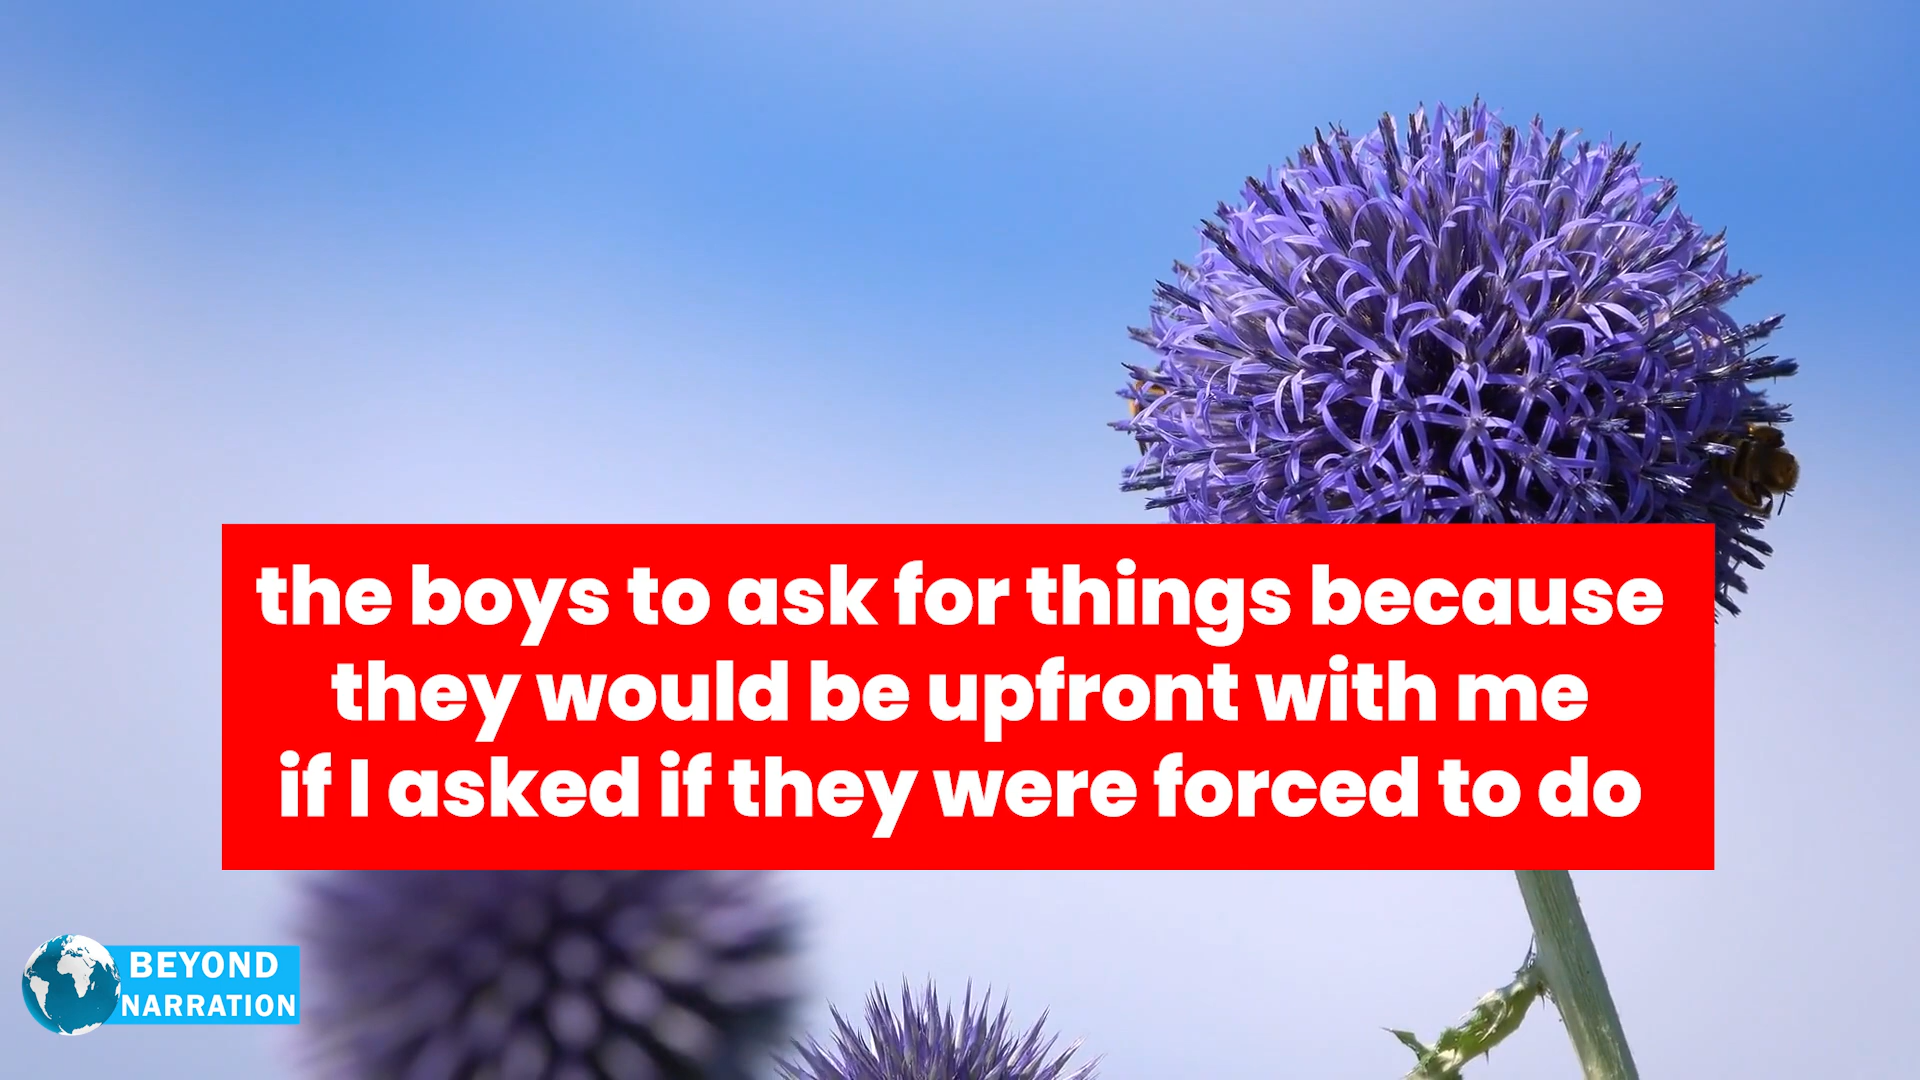 the boys to ask for things because
they would be upfront with me
if I asked if they were forced to do
BEYOND
NARRATION